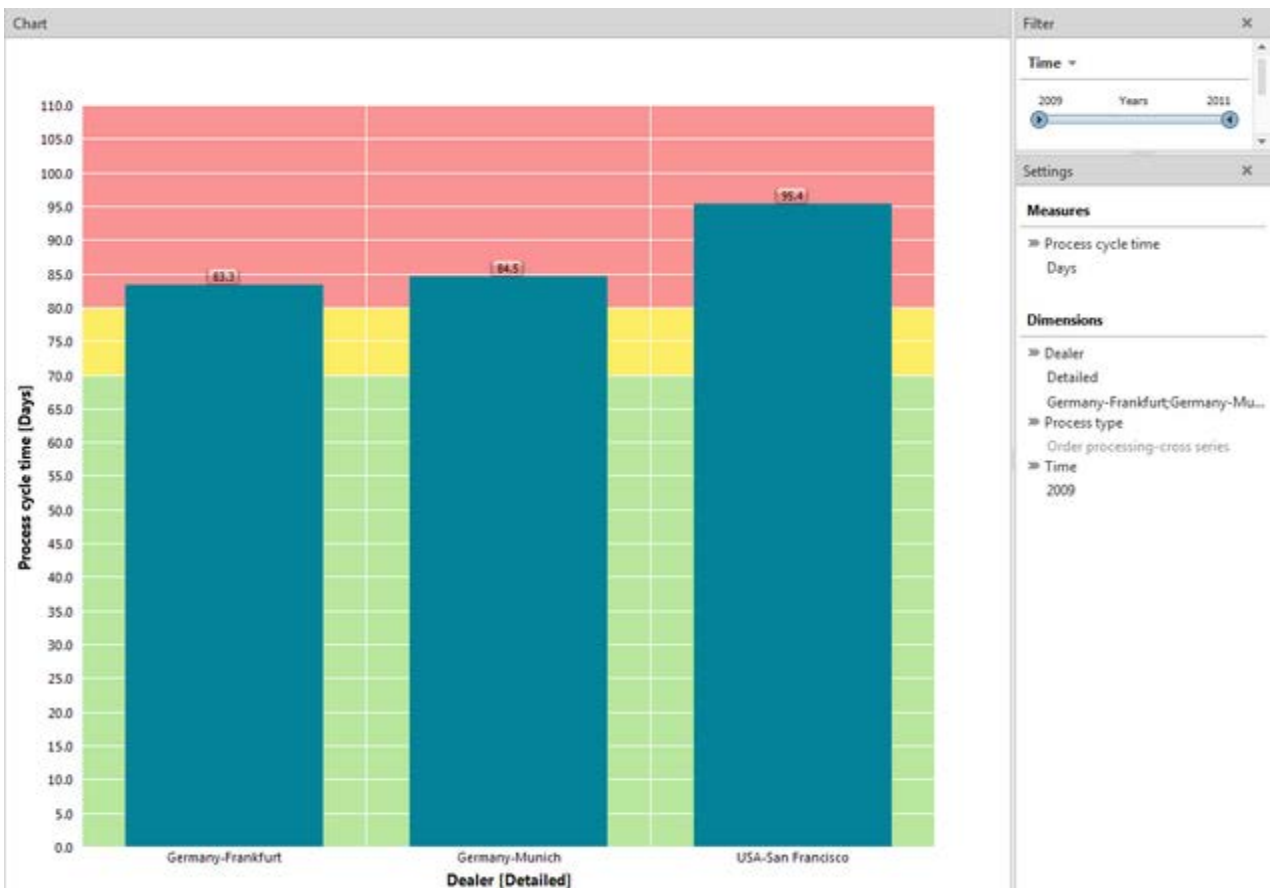 Chart
110.0
105.0
100.0
95.0
90.0
85.0
80.0
75.0
70.0
65.0
60.0
55.0
50.0
45.0
40.0
35.0
30.0
25.0
20.0
15.0
10.0
5.0
0.0
Process cycle time [Days]
83.3
84.5
95.4
Germany-Frankfurt Germany-Munich USA-San Francisco
Dealer [Detailed]
Filter
Time
2009 Years 2011
Settings
Measures
Process cycle time
Days
Dimensions
Dealer
Detailed
Germany-Frankfurt;Germany-Mu...
Process type
Order processing-cross series
Time
2009